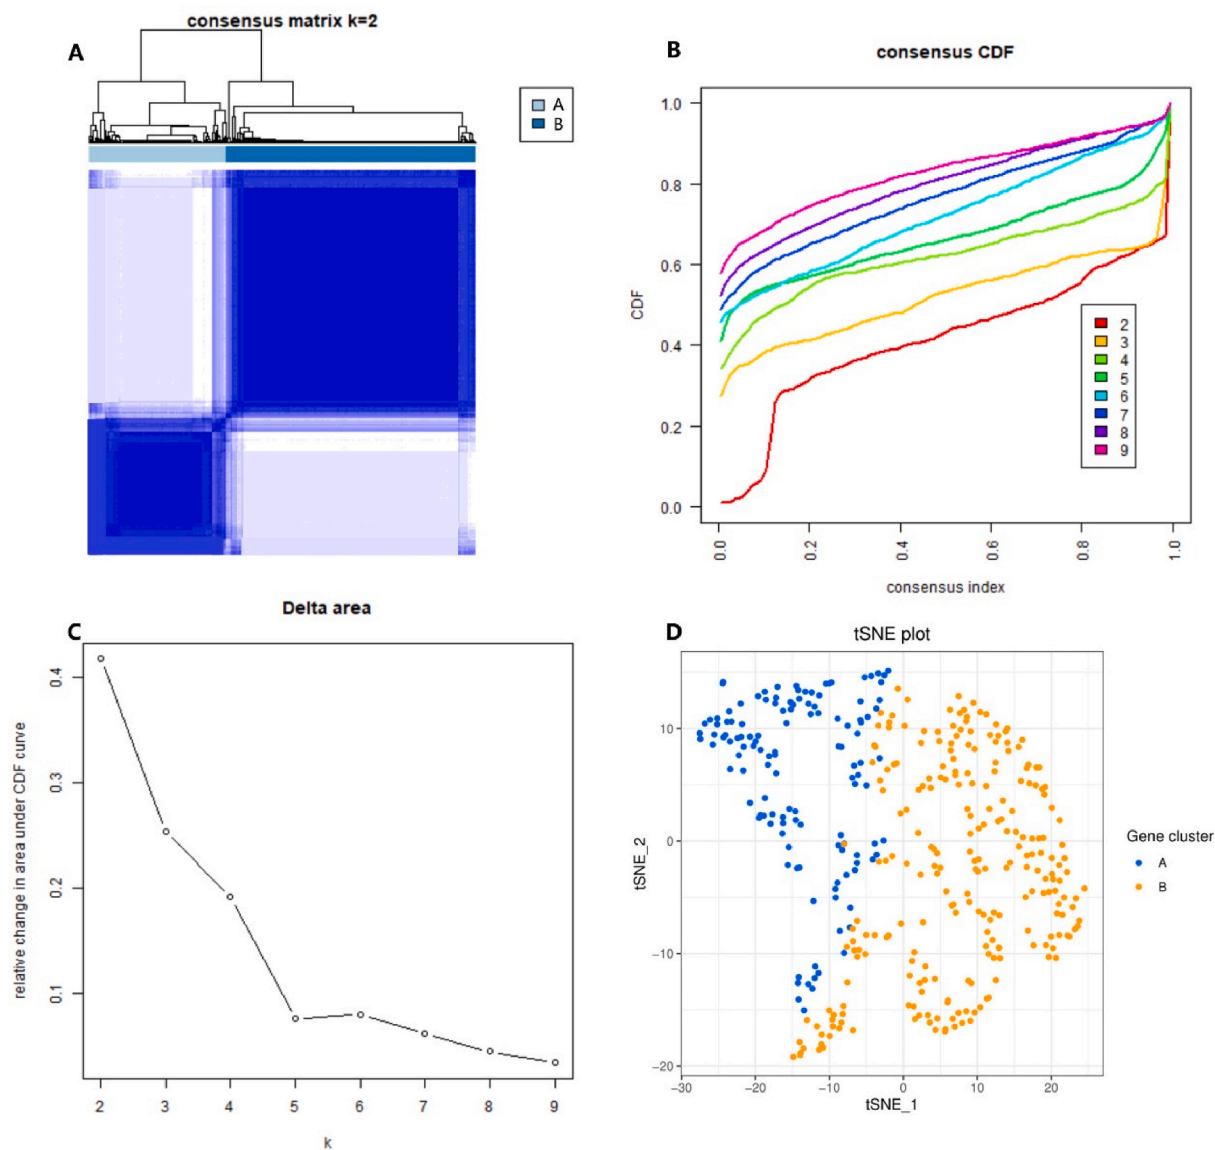 consensus matrix k=2
A
A
B
B
consensus CDF
CDF
1.0
0.8
0.6
0.4
0.2
0.0
2
3
4
5
6
7
8
9
0.0 0.2 0.4 0.6 0.8 1.0
consensus index
Delta area
C
relative change in area under CDF curve
0.4
0.3
0.2
0.1
2 3 4 5 6 7 8 9
k
D
tSNE plot
tSNE_2
10
0
−10
−20
−30 −20 −10 0 10 20
tSNE_1
Gene cluster
A
B